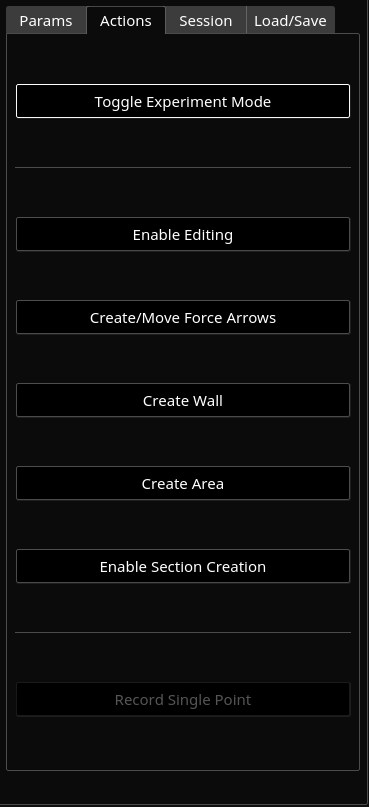 Params Actions Session Load/Save
Toggle Experiment Mode
Enable Editing
Create/Move Force Arrows
Create Wall
Create Area
Enable Section Creation
Record Single Point